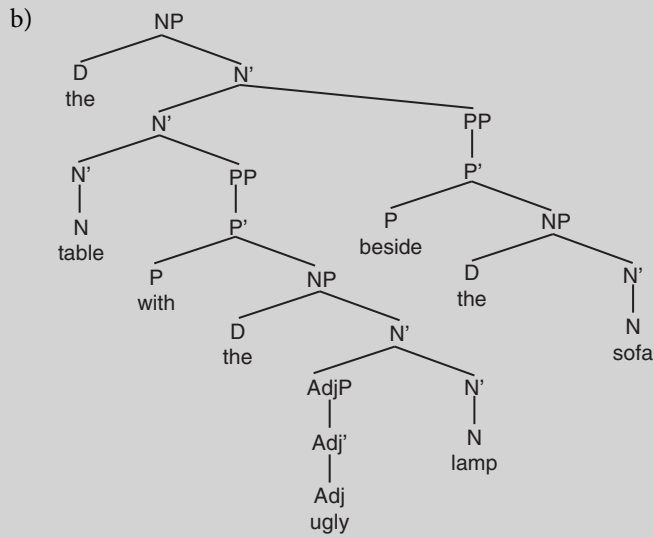 b)
NP
D N'
the
N' PP
N' PP P'
N P' P NP
table beside
P NP D N'
with the
D N' N
the sofa
AdjP N'
Adj' N
lamp
Adj
ugly